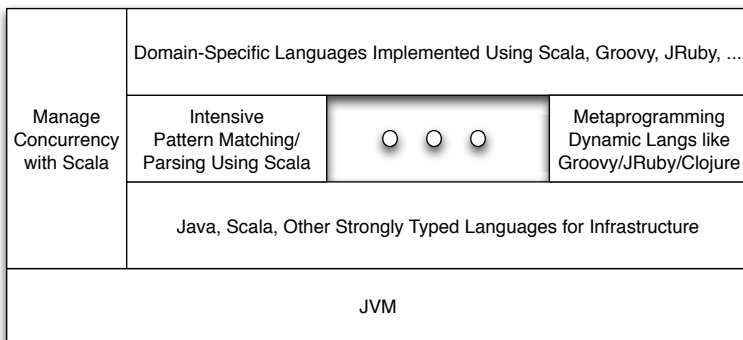 Domain-Specific Languages Implemented Using Scala, Groovy, JRuby, ...
Manage
Concurrency
with Scala
Intensive
Pattern Matching/
Parsing Using Scala
Metaprogramming
Dynamic Langs like
Groovy/JRuby/Clojure
Java, Scala, Other Strongly Typed Languages for Infrastructure
JVM